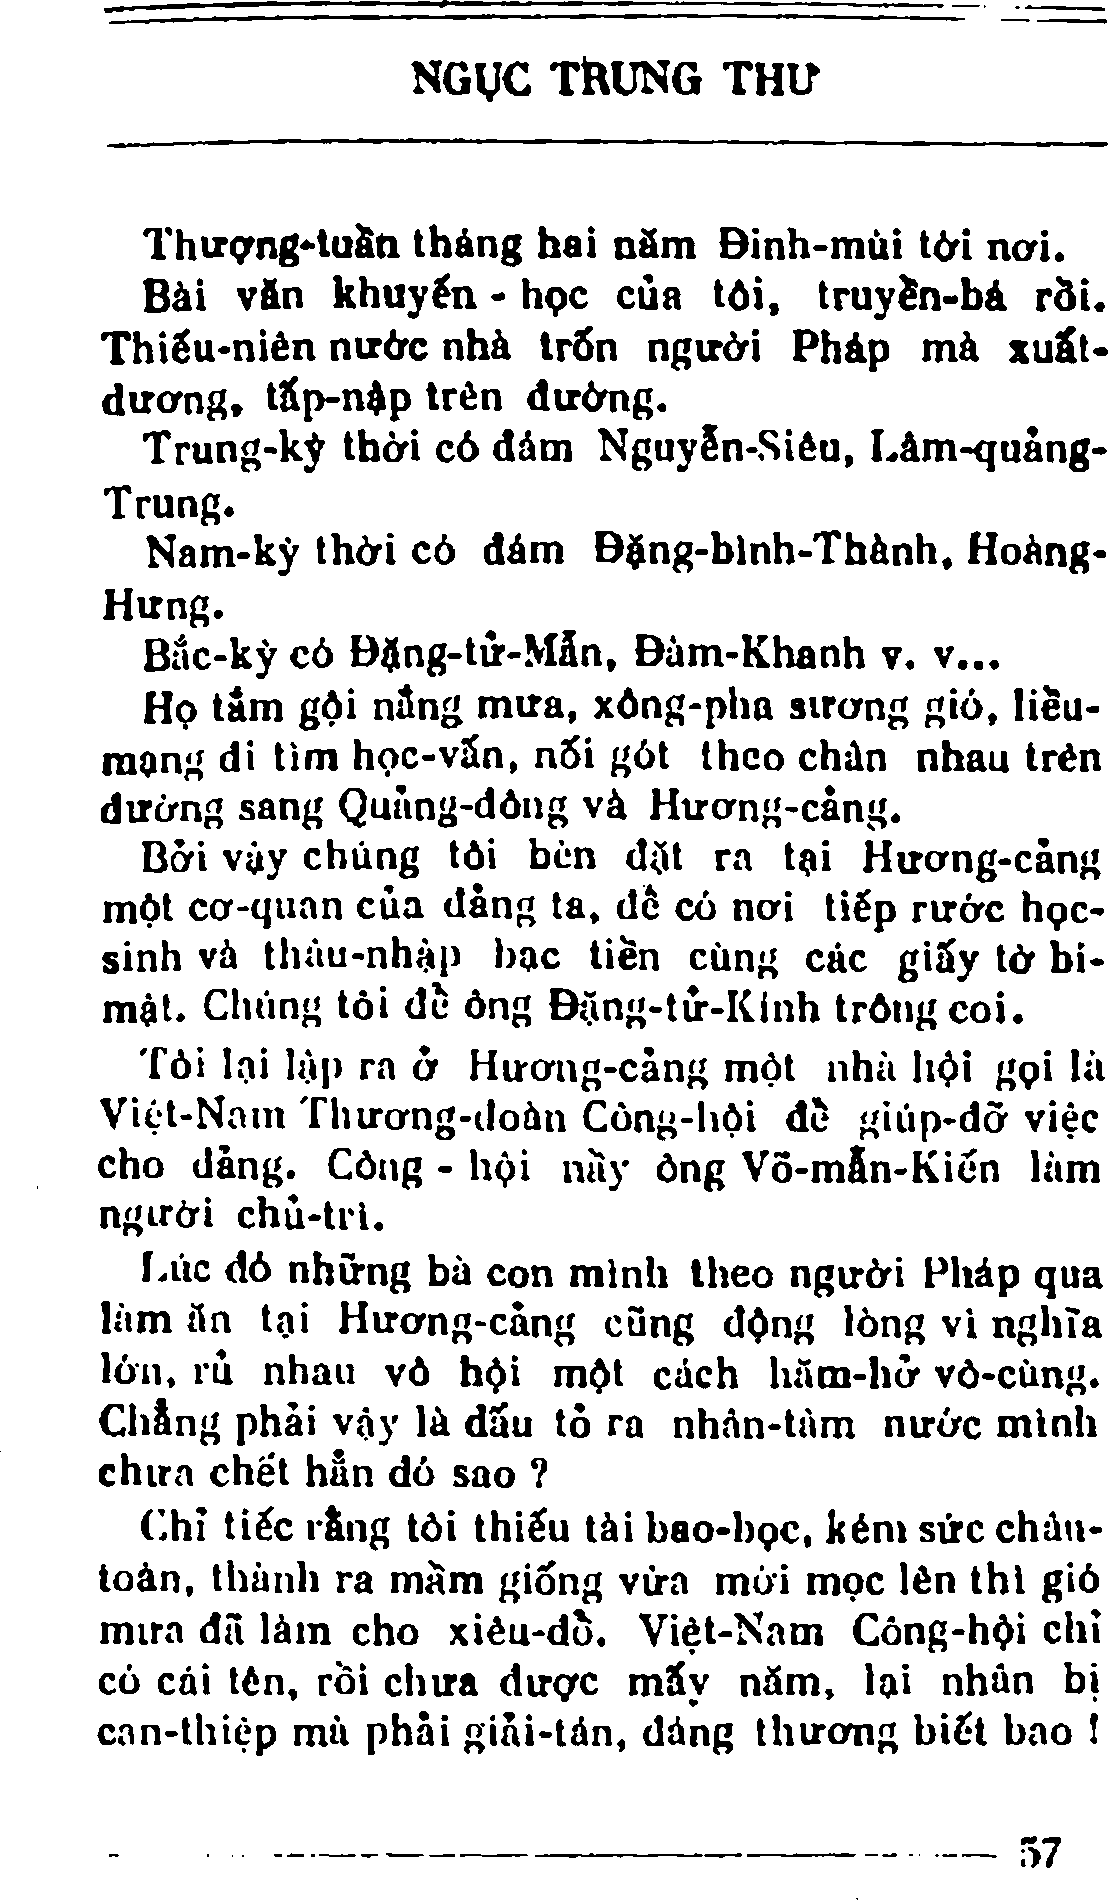 NGỤC TRUNG THƯ
Thượng-tuần tháng hai năm Đinh-mùi tới nơi.
Bài văn khuyến - học của tôi, truyền-bá rồi.
Thiếu-niên nước nhà trốn người Pháp mà xuất-
dương, tấp-nập trên đường.
Trung-kỳ thời có đám Nguyễn-Siêu, Lâm-quảng-
Trung.
Nam-kỳ thời có đám Đặng-bỉnh-Thành, Hoàng-
Hưng.
Bắc-kỳ có Đặng-tử-Mẫn, Đàm-Khanh v. v...
Họ tắm gội nắng mưa, xông-pha sương gió, liều-
mạng đi tìm học-vấn, nối gót theo chân nhau trên
đường sang Quảng-đông và Hương-cảng.
Bởi vậy chúng tôi bèn đặt ra tại Hương-cảng
một cơ-quan của đảng ta, để có nơi tiếp rước học-
sinh và thâu-nhập bạc tiền cùng các giấy tờ bí-
mật. Chúng tôi để ông Đặng-tử-Kính trông coi.
Tôi lại lập ra ở Hương-cảng một nhà hội gọi là
Việt-Nam Thương-đoàn Công-hội để giúp-đỡ việc
cho đảng. Công - hội nầy ông Võ-mẫn-Kiến làm
người chủ-trì.
Lúc đó những bà con mình theo người Pháp qua
làm ăn tại Hương-cảng cũng động lòng vì nghĩa
lớn, rủ nhau vô hội một cách hăm-hở vô-cùng.
Chẳng phải vậy là dấu tỏ ra nhân-tâm nước mình
chưa chết hẳn đó sao ?
Chỉ tiếc rằng tôi thiếu tài bao-bọc, kém sức châu-
toàn, thành ra mầm giống vừa mới mọc lên thì gió
mưa đã làm cho xiêu-đổ. Việt-Nam Công-hội chỉ
có cái tên, rồi chưa được mấy năm, lại nhân bị
can-thiệp mà phải giải-tán, đáng thương biết bao !
57